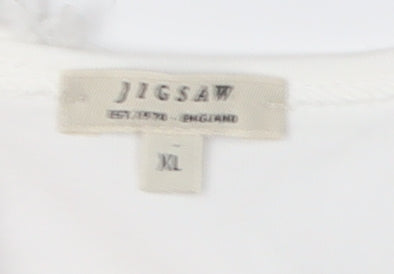 JIGSAW
EST. 1970 - ENGLAND
XL